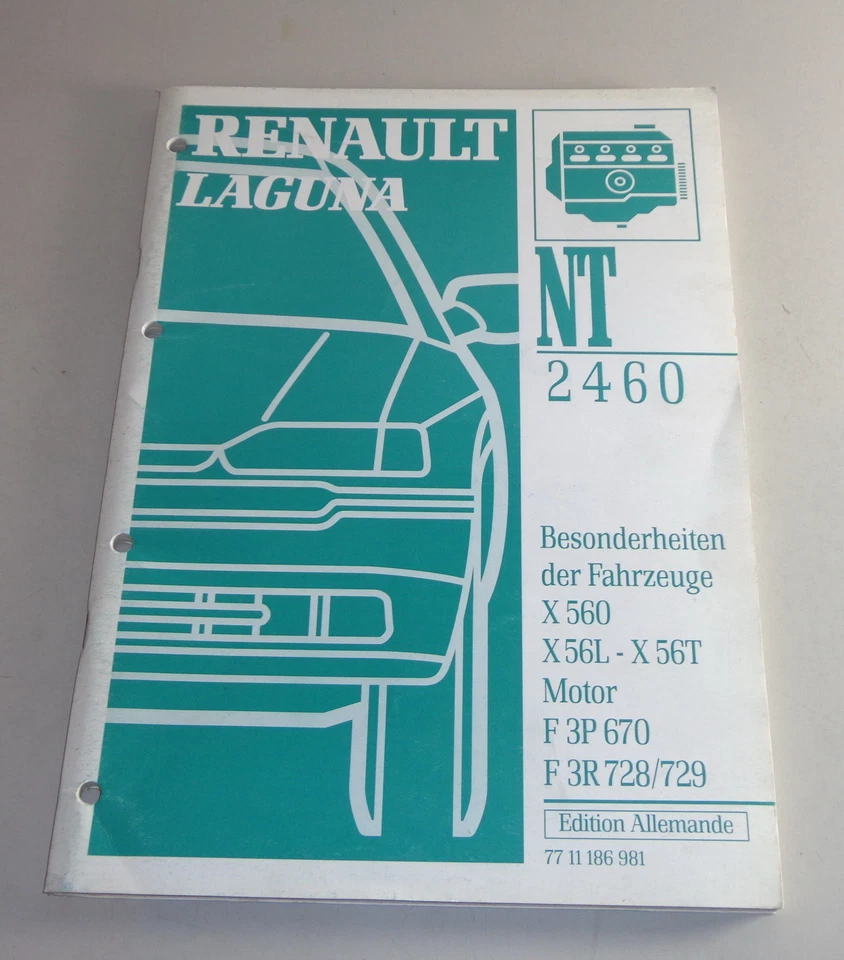 RENAULT
LAGUNA
NT
2460
Besonderheiten
der Fahrzeuge
X 560
X 56L - X 56T
Motor
F 3P 670
F 3R 728/729
Edition Allemande
77 11 186 981